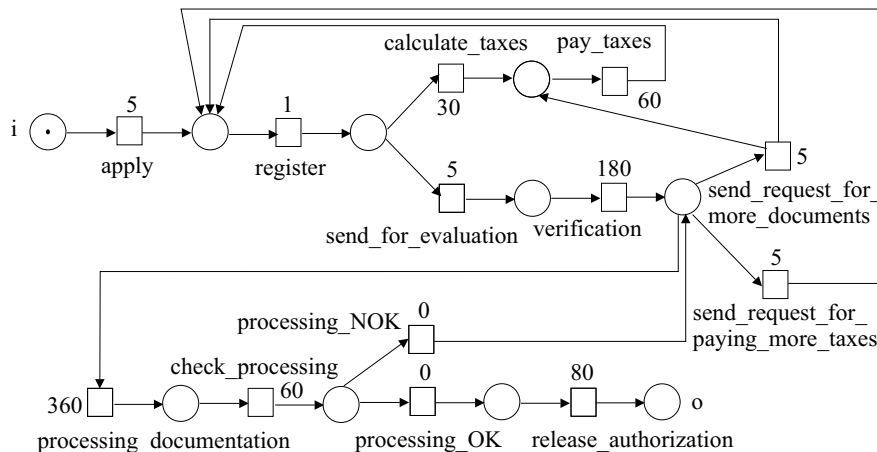 calculate_taxes pay_taxes
5 1 30 60
i
apply register 5 180 5
send_request_for_
more_documents
send_for_evaluation verification
5
processing_NOK 0
send_request_for_
paying_more_taxes
check_processing
360 60 0 80 o
processing documentation processing_OK release_authorization